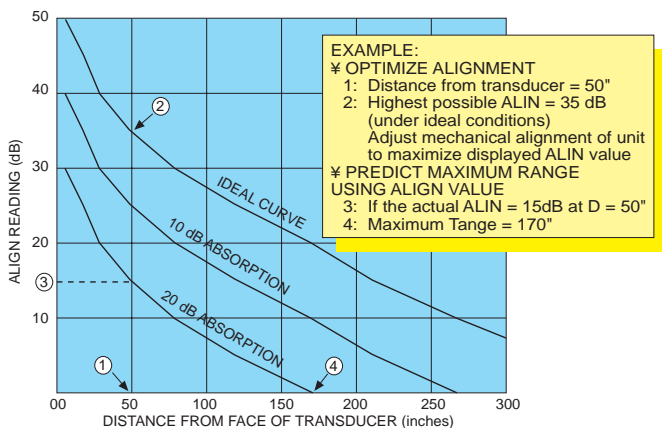 50
40
30
20
10
ALIGN READING (dB)
EXAMPLE:
¥ OPTIMIZE ALIGNMENT
1: Distance from transducer = 50"
2: Highest possible ALIN = 35 dB
(under ideal conditions)
Adjust mechanical alignment of unit
to maximize displayed ALIN value
¥ PREDICT MAXIMUM RANGE
USING ALIGN VALUE
3: If the actual ALIN = 15dB at D = 50"
4: Maximum Tange = 170"
2
IDEAL CURVE
10 dB ABSORPTION
3
20 dB ABSORPTION
1
4
00 50 100 150 200 250 300
DISTANCE FROM FACE OF TRANSDUCER (inches)